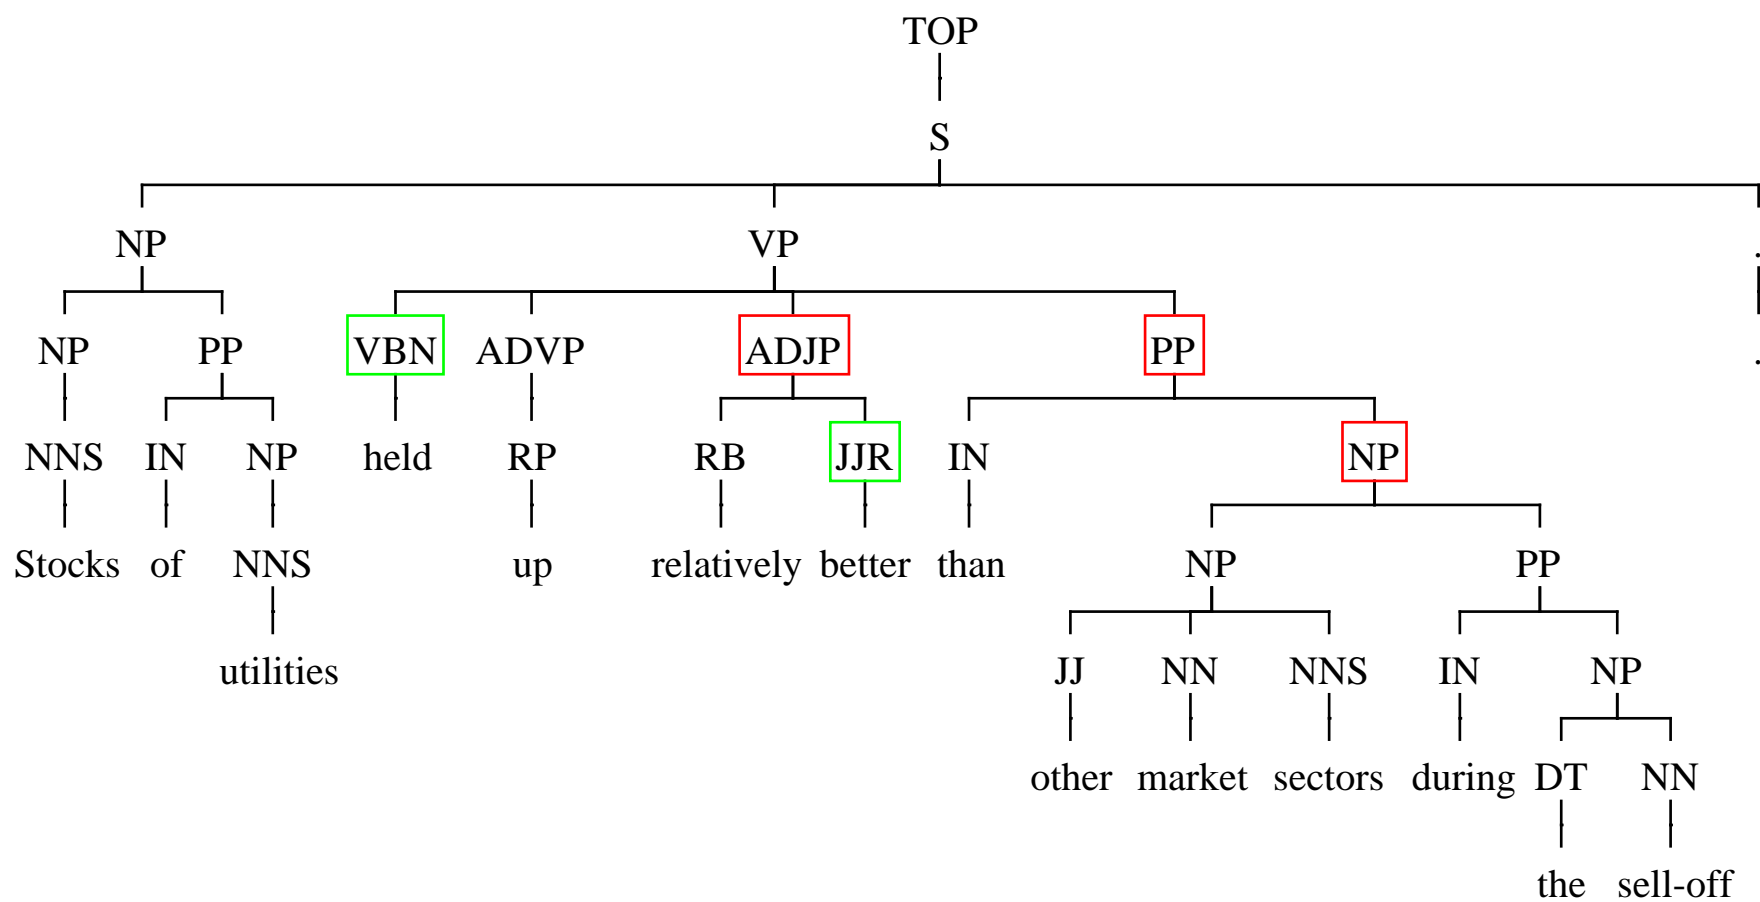 TOP
S
NP VP .
NP PP VBN ADVP ADJP PP .
NNS IN NP held RP RB JJR IN NP
Stocks of NNS up relatively better than NP PP
utilities JJ NN NNS IN NP
other market sectors during DT NN
the sell-off